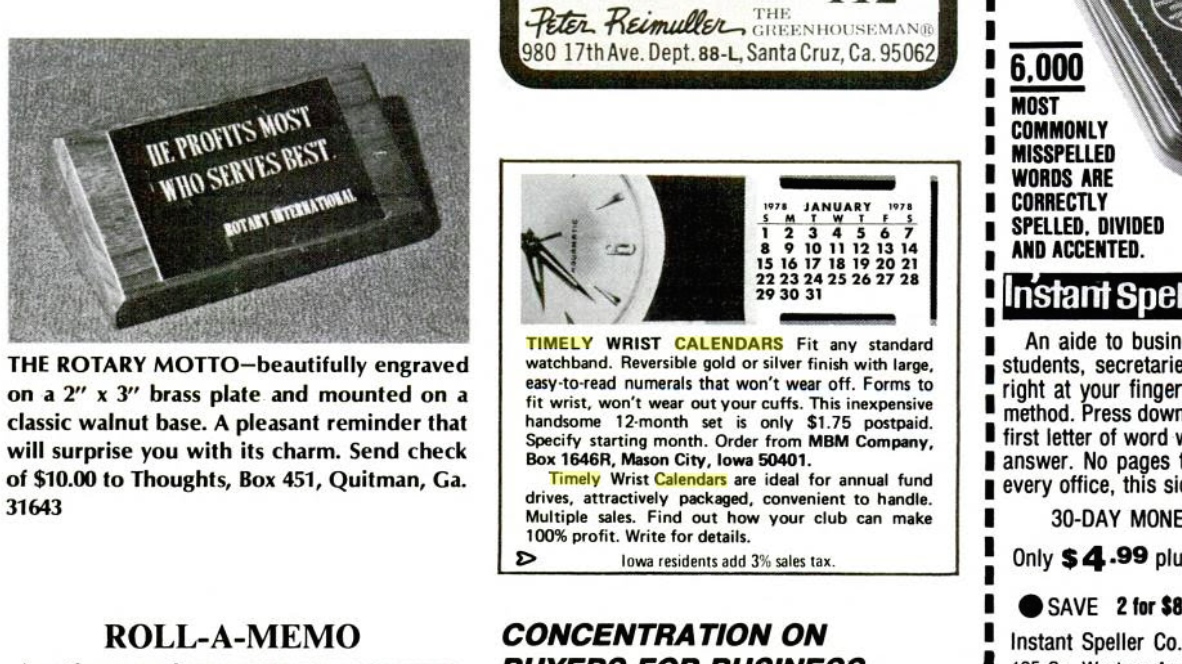 HE PROFITS MOST
WHO SERVES BEST
ROTARY INTERNATIONAL
THE ROTARY MOTTO—beautifully engraved
on a 2” x 3” brass plate and mounted on a
classic walnut base. A pleasant reminder that
will surprise you with its charm. Send check
of $10.00 to Thoughts, Box 451, Quitman, Ga.
31643
ROLL-A-MEMO
Peter Reimuller THE
GREENHOUSEMAN®
980 17th Ave. Dept. 88-L, Santa Cruz, Ca. 95062
6
1978 JANUARY 1978
S M T W T F S
1 2 3 4 5 6 7
8 9 10 11 12 13 14
15 16 17 18 19 20 21
22 23 24 25 26 27 28
29 30 31
TIMELY WRIST CALENDARS Fit any standard
watchband. Reversible gold or silver finish with large,
easy-to-read numerals that won't wear off. Forms to
fit wrist, won't wear out your cuffs. This inexpensive
handsome 12-month set is only $1.75 postpaid.
Specify starting month. Order from MBM Company,
Box 1646R, Mason City, Iowa 50401.
Timely Wrist Calendars are ideal for annual fund
drives, attractively packaged, convenient to handle.
Multiple sales. Find out how your club can make
100% profit. Write for details.
Iowa residents add 3% sales tax.
CONCENTRATION ON
BUYERS FOR BUSINESS
6,000
MOST
COMMONLY
MISSPELLED
WORDS ARE
CORRECTLY
SPELLED, DIVIDED
AND ACCENTED.
Instant Spel
An aide to busin
students, secretarie
right at your finger
method. Press down
first letter of word w
answer. No pages t
every office, this si
30-DAY MONE
Only $4.99 plu
SAVE 2 for $8
Instant Speller Co.